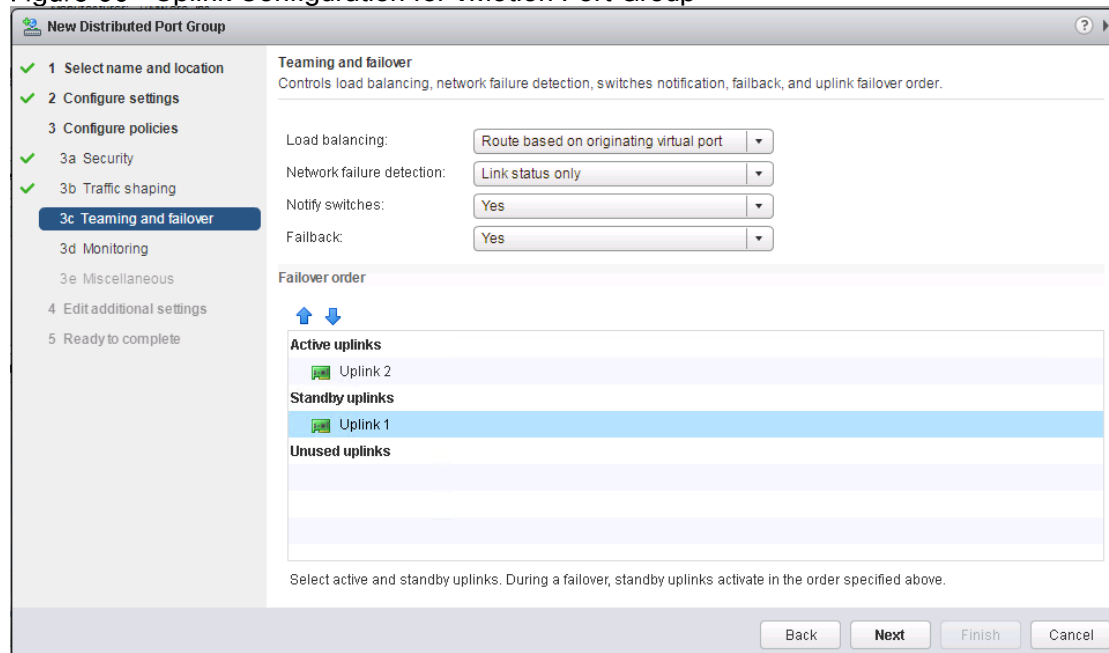 New Distributed Port Group
1 Select name and location
2 Configure settings
3 Configure policies
3a Security
3b Traffic shaping
3c Teaming and failover
3d Monitoring
3e Miscellaneous
4 Edit additional settings
5 Ready to complete
Teaming and failover
Controls load balancing, network failure detection, switches notification, failback, and uplink failover order.
Load balancing: Route based on originating virtual port
Network failure detection: Link status only
Notify switches: Yes
Failback: Yes
Failover order
Active uplinks
Uplink 2
Standby uplinks
Uplink 1
Unused uplinks
Select active and standby uplinks. During a failover, standby uplinks activate in the order specified above.
Back Next Finish Cancel